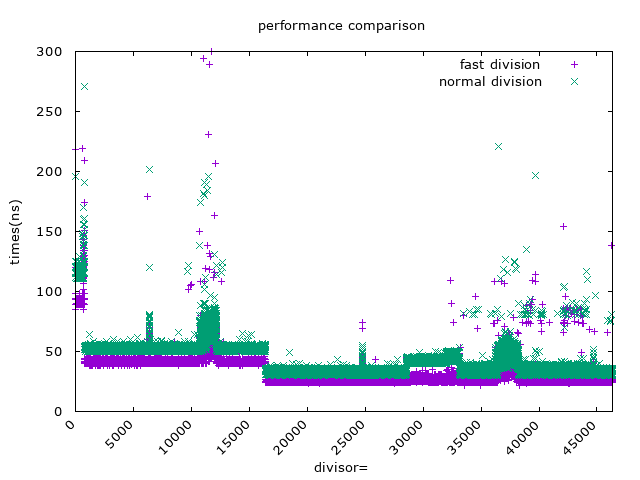 performance comparison
fast division
normal division
times(ns)
300
250
200
150
100
50
0
0 5000 10000 15000 20000 25000 30000 35000 40000 45000
divisor=